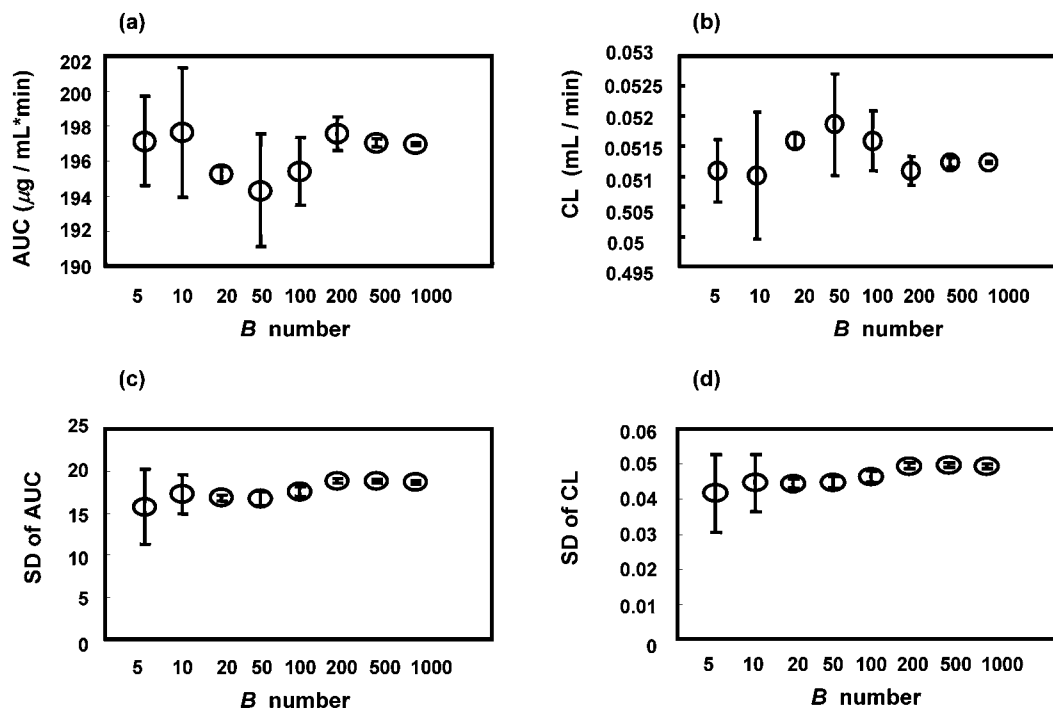 (a)
AUC (µg / mL*min)
202
200
198
196
194
192
190
5 10 20 50 100 200 500 1000
B number
(b)
CL (mL / min)
0.053
0.0525
0.052
0.0515
0.051
0.505
0.05
0.495
5 10 20 50 100 200 500 1000
B number
(c)
SD of AUC
25
20
15
10
5
0
5 10 20 50 100 200 500 1000
B number
(d)
SD of CL
0.06
0.05
0.04
0.03
0.02
0.01
0
5 10 20 50 100 200 500 1000
B number